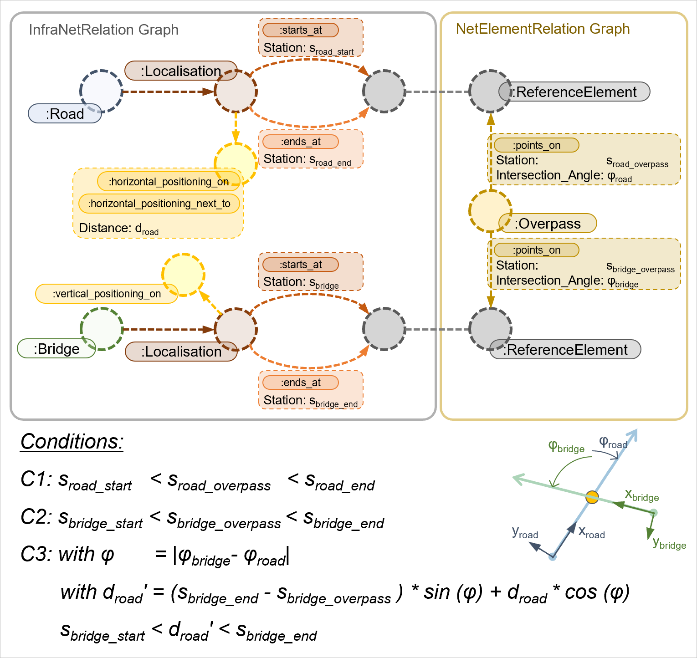 InfraNetRelation Graph
NetElementRelation Graph
:starts_at
Station: s_road_start
:Localisation
:Road
:ReferenceElement
:ends_at
Station: s_road_end
:horizontal_positioning_on
:horizontal_positioning_next_to
Distance: d_road
:points_on
Station: s_road_overpass
Intersection_Angle: φ_road
:Overpass
:points_on
Station: s_bridge_overpass
Intersection_Angle: φ_bridge
:starts_at
Station: s_bridge
:vertical_positioning_on
:Bridge
:Localisation
:ReferenceElement
:ends_at
Station: s_bridge_end
Conditions:
C1: s_road_start < s_road_overpass < s_road_end
C2: s_bridge_start < s_bridge_overpass < s_bridge_end
C3: with φ = |φ_bridge - φ_road|
with d_road' = (s_bridge_end - s_bridge_overpass ) * sin (φ) + d_road * cos (φ)
s_bridge_start < d_road' < s_bridge_end
φ_bridge
φ_road
x_bridge
y_road
x_road
y_bridge